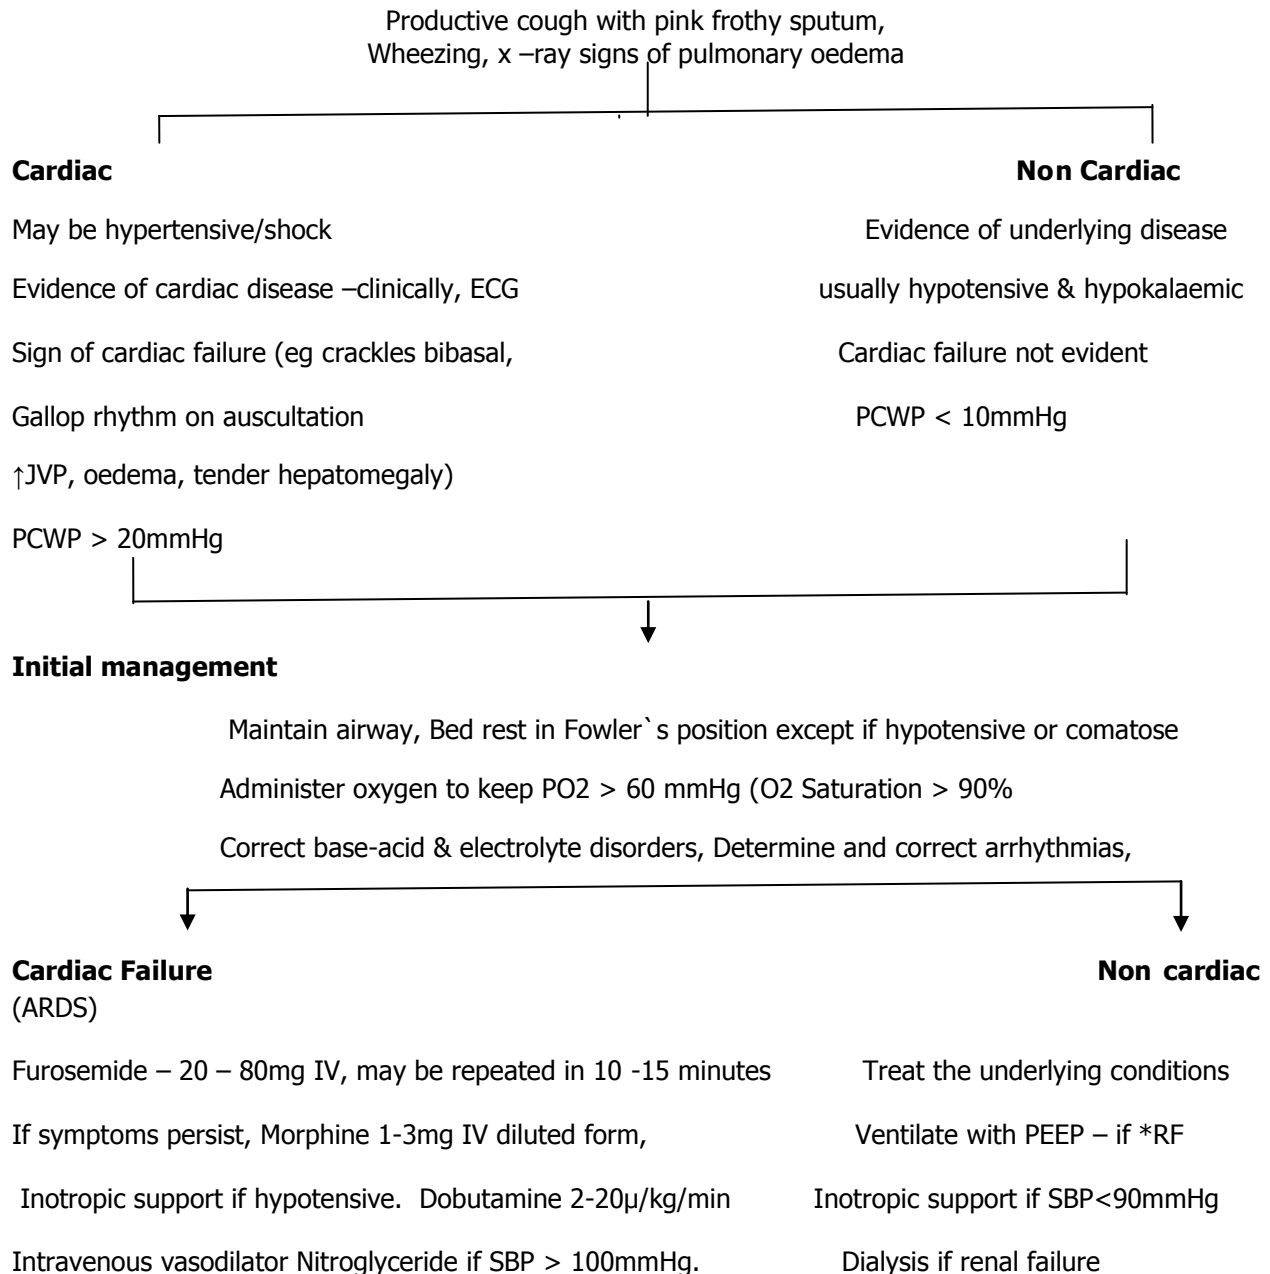 Productive cough with pink frothy sputum,
Wheezing, x –ray signs of pulmonary oedema
Cardiac Non Cardiac
May be hypertensive/shock Evidence of underlying disease
Evidence of cardiac disease –clinically, ECG usually hypotensive & hypokalaemic
Sign of cardiac failure (eg crackles bibasal, Cardiac failure not evident
Gallop rhythm on auscultation PCWP < 10mmHg
↑JVP, oedema, tender hepatomegaly)
PCWP > 20mmHg
Initial management
Maintain airway, Bed rest in Fowler`s position except if hypotensive or comatose
Administer oxygen to keep PO2 > 60 mmHg (O2 Saturation > 90%
Correct base-acid & electrolyte disorders, Determine and correct arrhythmias,
Cardiac Failure Non cardiac
(ARDS)
Furosemide – 20 – 80mg IV, may be repeated in 10 -15 minutes Treat the underlying conditions
If symptoms persist, Morphine 1-3mg IV diluted form, Ventilate with PEEP – if *RF
Inotropic support if hypotensive. Dobutamine 2-20µ/kg/min Inotropic support if SBP<90mmHg
Intravenous vasodilator Nitroglyceride if SBP > 100mmHg. Dialysis if renal failure